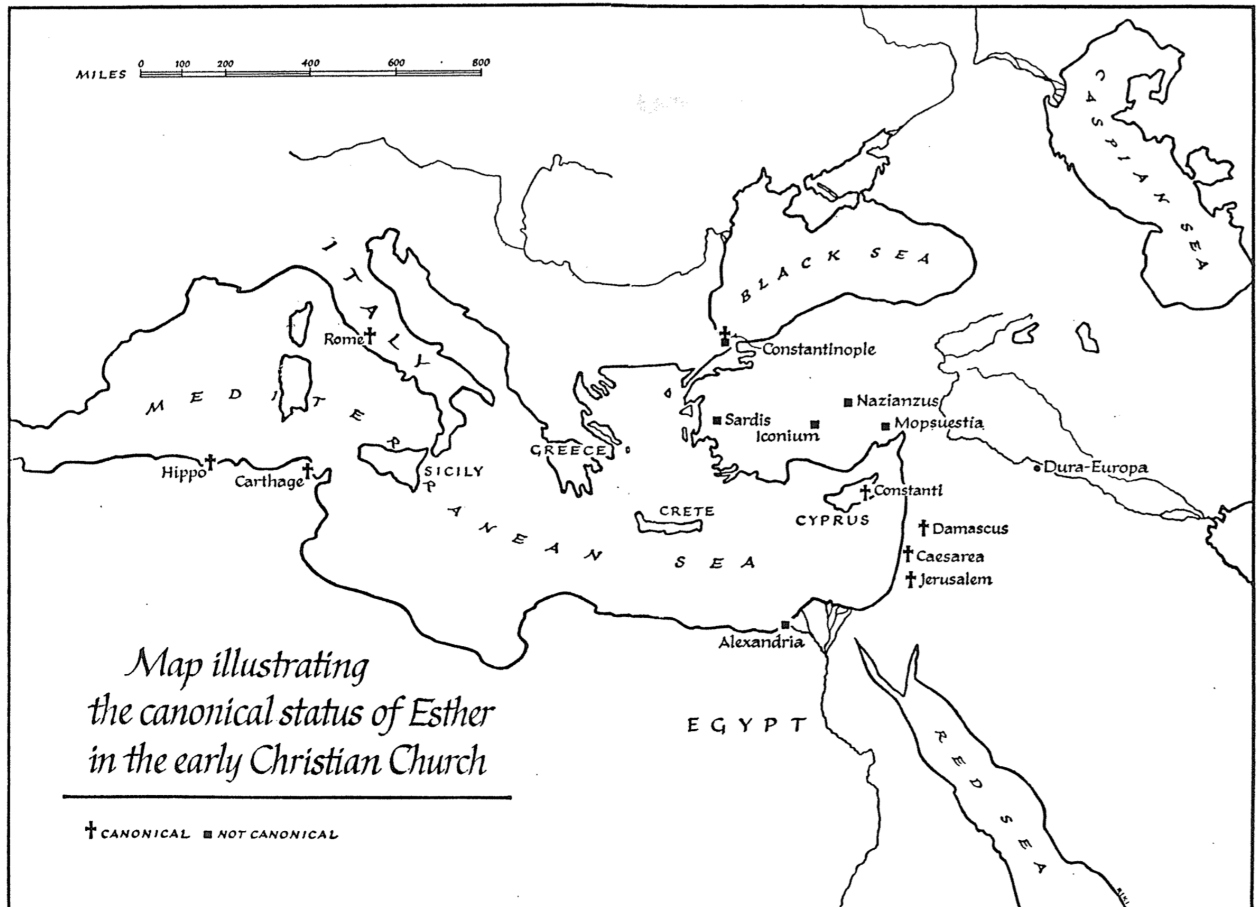 MILES 0 100 200 400 600 800
CASPIAN SEA
ITALY
BLACK SEA
Rome
Constantinople
MEDITERRANEAN SEA
Nazianzus
Sardis
Iconium
Mopsuestia
GREECE
Hippo
Carthage
SICILY
Dura-Europa
Constanti
CRETE
CYPRUS
Damascus
Caesarea
Jerusalem
Alexandria
Map illustrating
the canonical status of Esther
in the early Christian Church
EGYPT
RED SEA
CANONICAL NOT CANONICAL